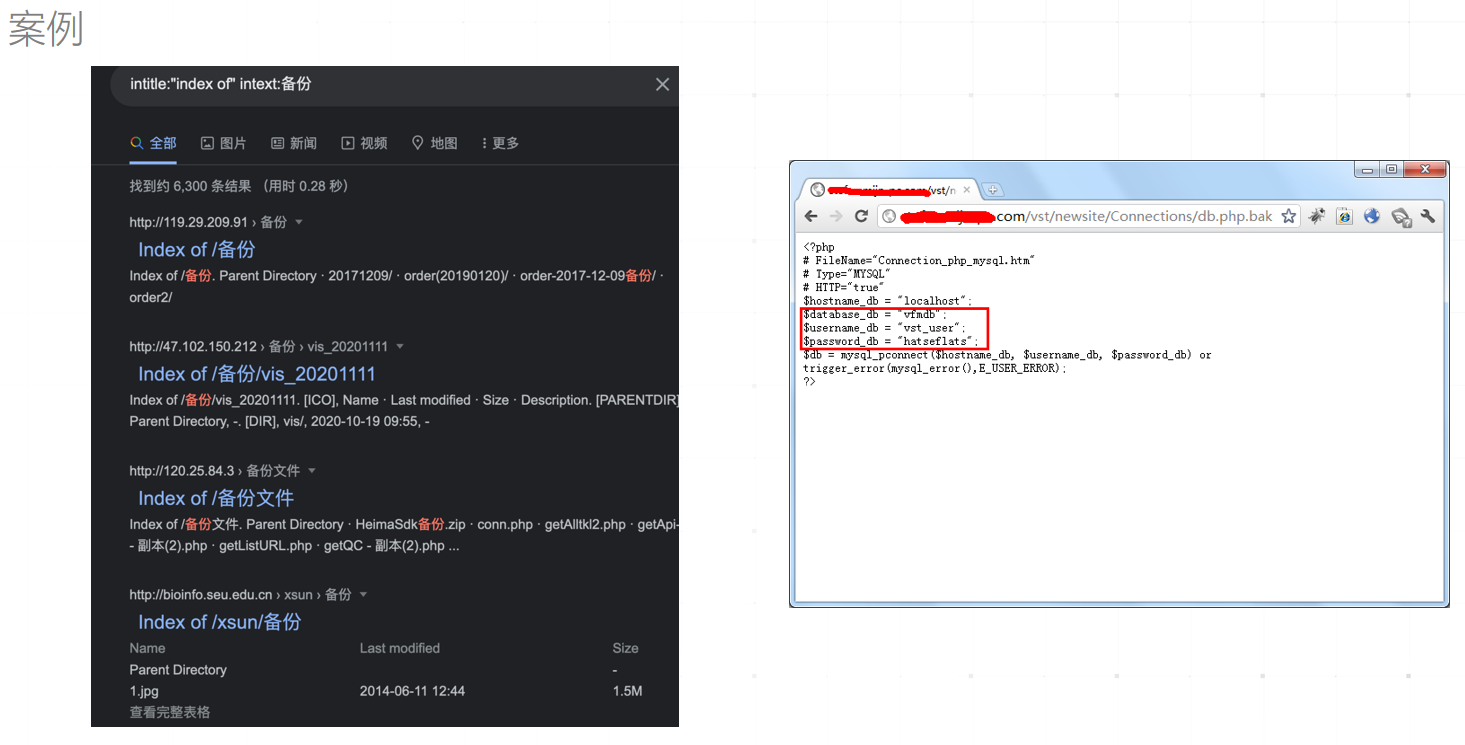 案例
intitle:"index of" intext:备份
全部 图片 新闻 视频 地图 更多
找到约 6,300 条结果 （用时 0.28 秒）
http://119.29.209.91 › 备份
Index of /备份
Index of /备份. Parent Directory · 20171209/ · order(20190120)/ · order-2017-12-09备份/ ·
order2/
http://47.102.150.212 › 备份 › vis_20201111
Index of /备份/vis_20201111
Index of /备份/vis_20201111. [ICO], Name · Last modified · Size · Description. [PARENTDIR]
Parent Directory, -. [DIR], vis/, 2020-10-19 09:55, -
http://120.25.84.3 › 备份文件
Index of /备份文件
Index of /备份文件. Parent Directory · HeimaSdk备份.zip · conn.php · getAlltkl2.php · getApi-
- 副本(2).php · getListURL.php · getQC - 副本(2).php ...
http://bioinfo.seu.edu.cn › xsun › 备份
Index of /xsun/备份
Name Last modified Size
Parent Directory -
1.jpg 2014-06-11 12:44 1.5M
查看完整表格
.com/vst/newsite/Connections/db.php.bak
<?php
# FileName="Connection_php_mysql.htm"
# Type="MYSQL"
# HTTP="true"
$hostname_db = "localhost";
$database_db = "vfmdb";
$username_db = "vst_user";
$password_db = "hatseflats";
$db = mysql_pconnect($hostname_db, $username_db, $password_db) or
trigger_error(mysql_error(),E_USER_ERROR);
?>